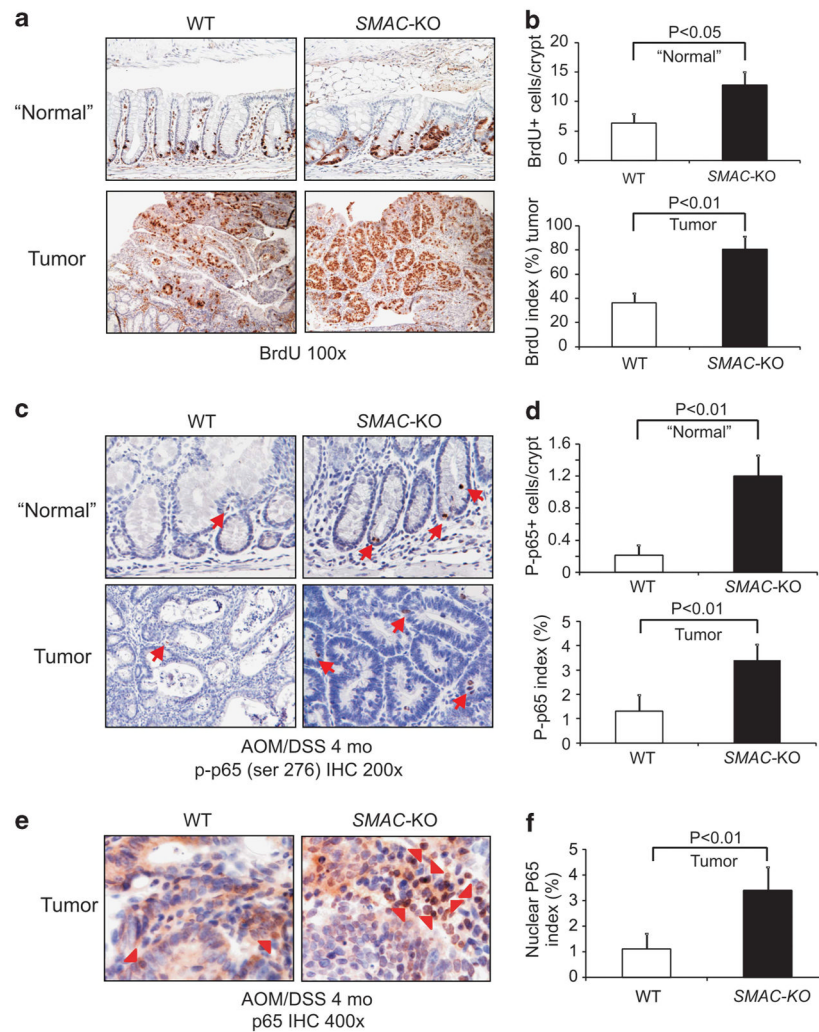 a
WT
SMAC-KO
"Normal"
Tumor
BrdU 100x
b
P<0.05
"Normal"
BrdU+ cells/crypt
20
15
10
5
0
WT
SMAC-KO
P<0.01
Tumor
BrdU index (%) tumor
100
80
60
40
20
0
WT
SMAC-KO
c
WT
SMAC-KO
"Normal"
Tumor
AOM/DSS 4 mo
p-p65 (ser 276) IHC 200x
d
P<0.01
"Normal"
P-p65+ cells/crypt
1.6
1.2
0.8
0.4
0
WT
SMAC-KO
P<0.01
Tumor
P-p65 index (%)
5
4
3
2
1
0
WT
SMAC-KO
e
WT
SMAC-KO
Tumor
AOM/DSS 4 mo
p65 IHC 400x
f
P<0.01
Tumor
Nuclear P65
index (%)
5
4
3
2
1
0
WT
SMAC-KO